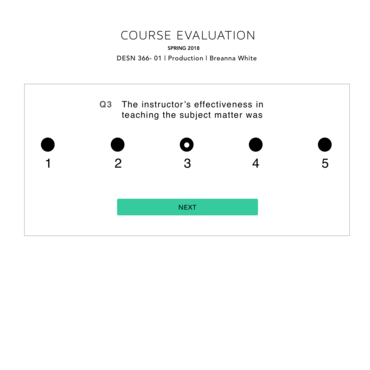 COURSE EVALUATION
SPRING 2018
DESN 366- 01 | Production | Breanna White
Q3 The instructor's effectiveness in
teaching the subject matter was
1 2 3 4 5
NEXT